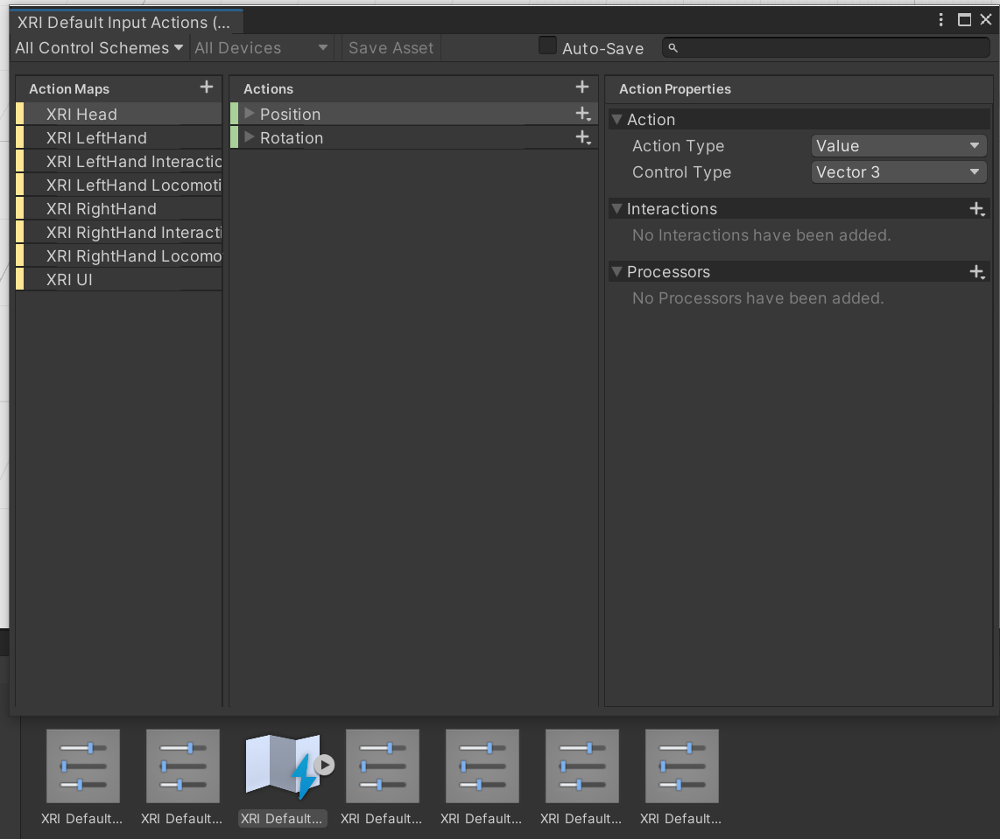 XRI Default Input Actions (...
All Control Schemes
All Devices
Save Asset
Auto-Save
Action Maps
XRI Head
XRI LeftHand
XRI LeftHand Interactio
XRI LeftHand Locomoti
XRI RightHand
XRI RightHand Interacti
XRI RightHand Locomo
XRI UI
Actions
Position
Rotation
Action Properties
Action
Action Type Value
Control Type Vector 3
Interactions
No Interactions have been added.
Processors
No Processors have been added.
XRI Default... XRI Default... XRI Default... XRI Default... XRI Default... XRI Default... XRI Default...